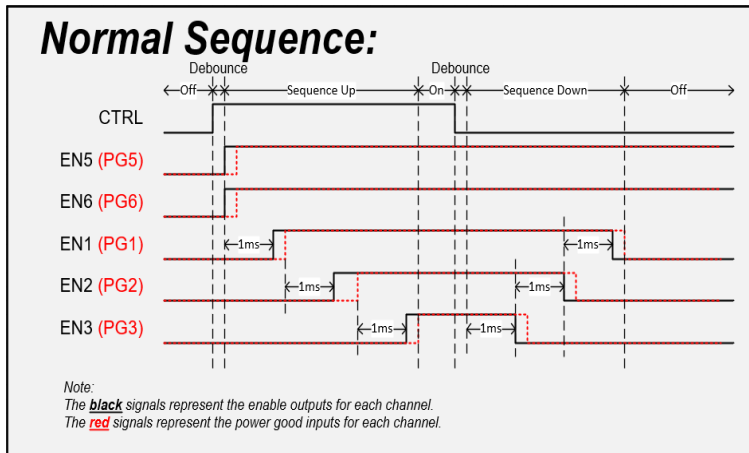 Normal Sequence:
Debounce
Debounce
Off
Sequence Up
On
Sequence Down
Off
CTRL
EN5 (PG5)
EN6 (PG6)
EN1 (PG1)
1ms
1ms
EN2 (PG2)
1ms
1ms
EN3 (PG3)
1ms
1ms
Note:
The black signals represent the enable outputs for each channel.
The red signals represent the power good inputs for each channel.